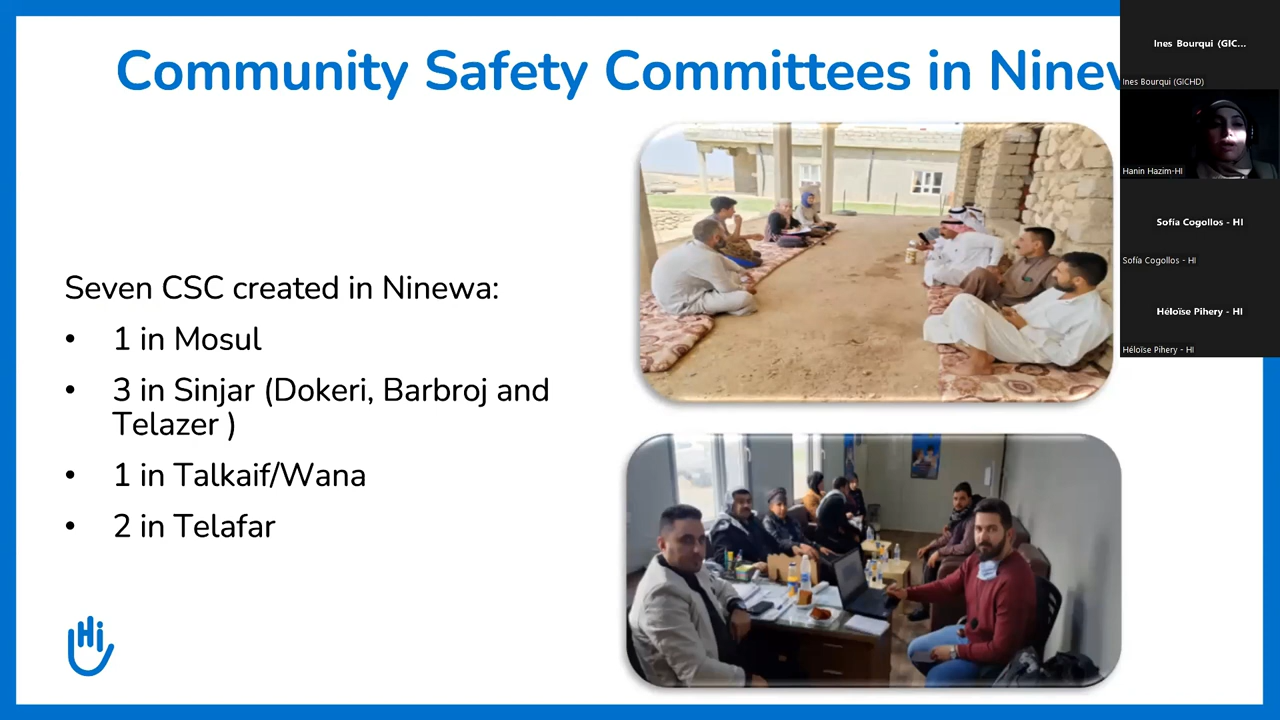 Community Safety Committees in Ninew
Seven CSC created in Ninewa:
• 1 in Mosul
• 3 in Sinjar (Dokeri, Barbroj and
Telazer )
• 1 in Talkaif/Wana
• 2 in Telafar
Hi
Ines Bourqui (GIC...
Ines Bourqui (GICHD)
Hanin Hazim-HI
Sofía Cogollos - HI
Sofía Cogollos - HI
Héloïse Pihery - HI
Héloïse Pihery - HI